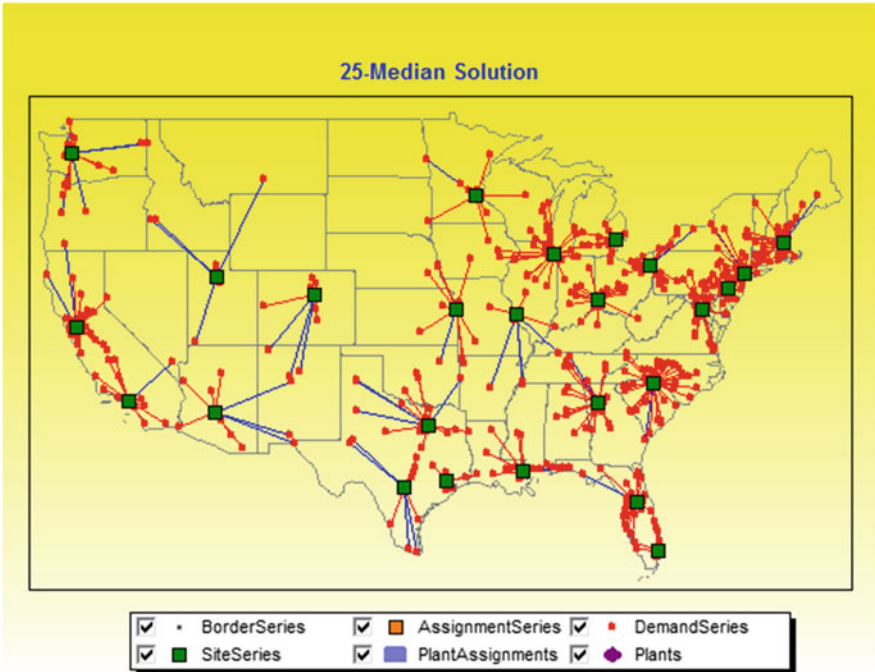 25-Median Solution
BorderSeries AssignmentSeries DemandSeries
SiteSeries PlantAssignments Plants